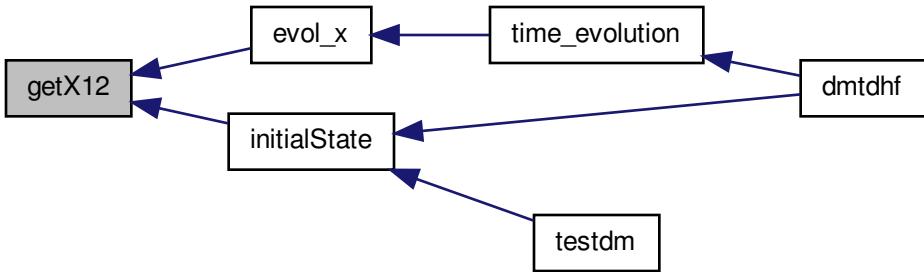 getX12
evol_x
time_evolution
dmtdhf
initialState
testdm